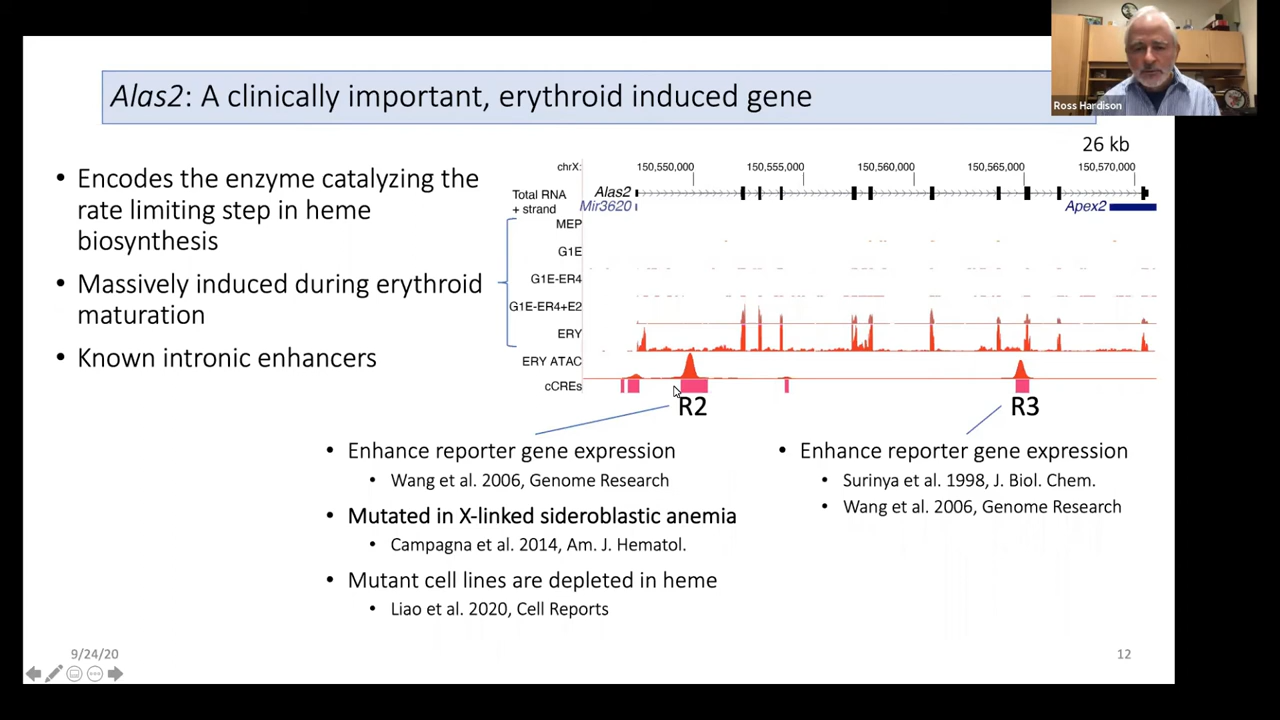 Ross Hardison
Alas2: A clinically important, erythroid induced gene
• Encodes the enzyme catalyzing the
rate limiting step in heme
biosynthesis
• Massively induced during erythroid
maturation
• Known intronic enhancers
26 kb
chrX: 150,550,000 150,555,000 150,560,000 150,565,000 150,570,000
Total RNA
+ strand
Alas2
Mir3620
Apex2
MEP
G1E
G1E-ER4
G1E-ER4+E2
ERY
ERY ATAC
cCREs
R2
R3
• Enhance reporter gene expression
• Wang et al. 2006, Genome Research
• Mutated in X-linked sideroblastic anemia
• Campagna et al. 2014, Am. J. Hematol.
• Mutant cell lines are depleted in heme
• Liao et al. 2020, Cell Reports
• Enhance reporter gene expression
• Surinya et al. 1998, J. Biol. Chem.
• Wang et al. 2006, Genome Research
9/24/20
12